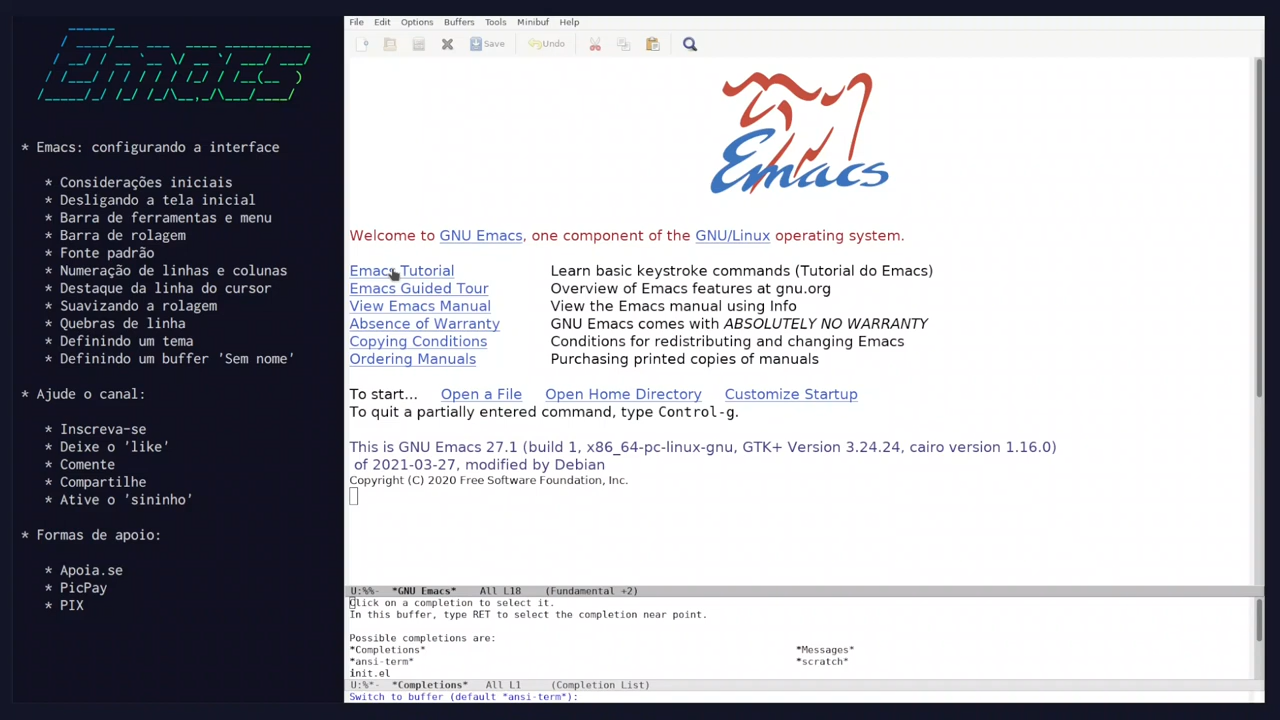 Emacs
* Emacs: configurando a interface
* Considerações iniciais
* Desligando a tela inicial
* Barra de ferramentas e menu
* Barra de rolagem
* Fonte padrão
* Numeração de linhas e colunas
* Destaque da linha do cursor
* Suavizando a rolagem
* Quebras de linha
* Definindo um tema
* Definindo um buffer 'Sem nome'
* Ajude o canal:
* Inscreva-se
* Deixe o 'like'
* Comente
* Compartilhe
* Ative o 'sininho'
* Formas de apoio:
* Apoia.se
* PicPay
* PIX
File Edit Options Buffers Tools Minibuf Help
Save Undo
Emacs
Welcome to GNU Emacs, one component of the GNU/Linux operating system.
Emacs Tutorial Learn basic keystroke commands (Tutorial do Emacs)
Emacs Guided Tour Overview of Emacs features at gnu.org
View Emacs Manual View the Emacs manual using Info
Absence of Warranty GNU Emacs comes with ABSOLUTELY NO WARRANTY
Copying Conditions Conditions for redistributing and changing Emacs
Ordering Manuals Purchasing printed copies of manuals
To start... Open a File Open Home Directory Customize Startup
To quit a partially entered command, type Control-g.
This is GNU Emacs 27.1 (build 1, x86_64-pc-linux-gnu, GTK+ Version 3.24.24, cairo version 1.16.0)
of 2021-03-27, modified by Debian
Copyright (C) 2020 Free Software Foundation, Inc.
U:%%- *GNU Emacs* All L18 (Fundamental +2)
Click on a completion to select it.
In this buffer, type RET to select the completion near point.
Possible completions are:
*Completions* *Messages*
*ansi-term* *scratch*
init.el
U:%*- *Completions* All L1 (Completion List)
Switch to buffer (default *ansi-term*):